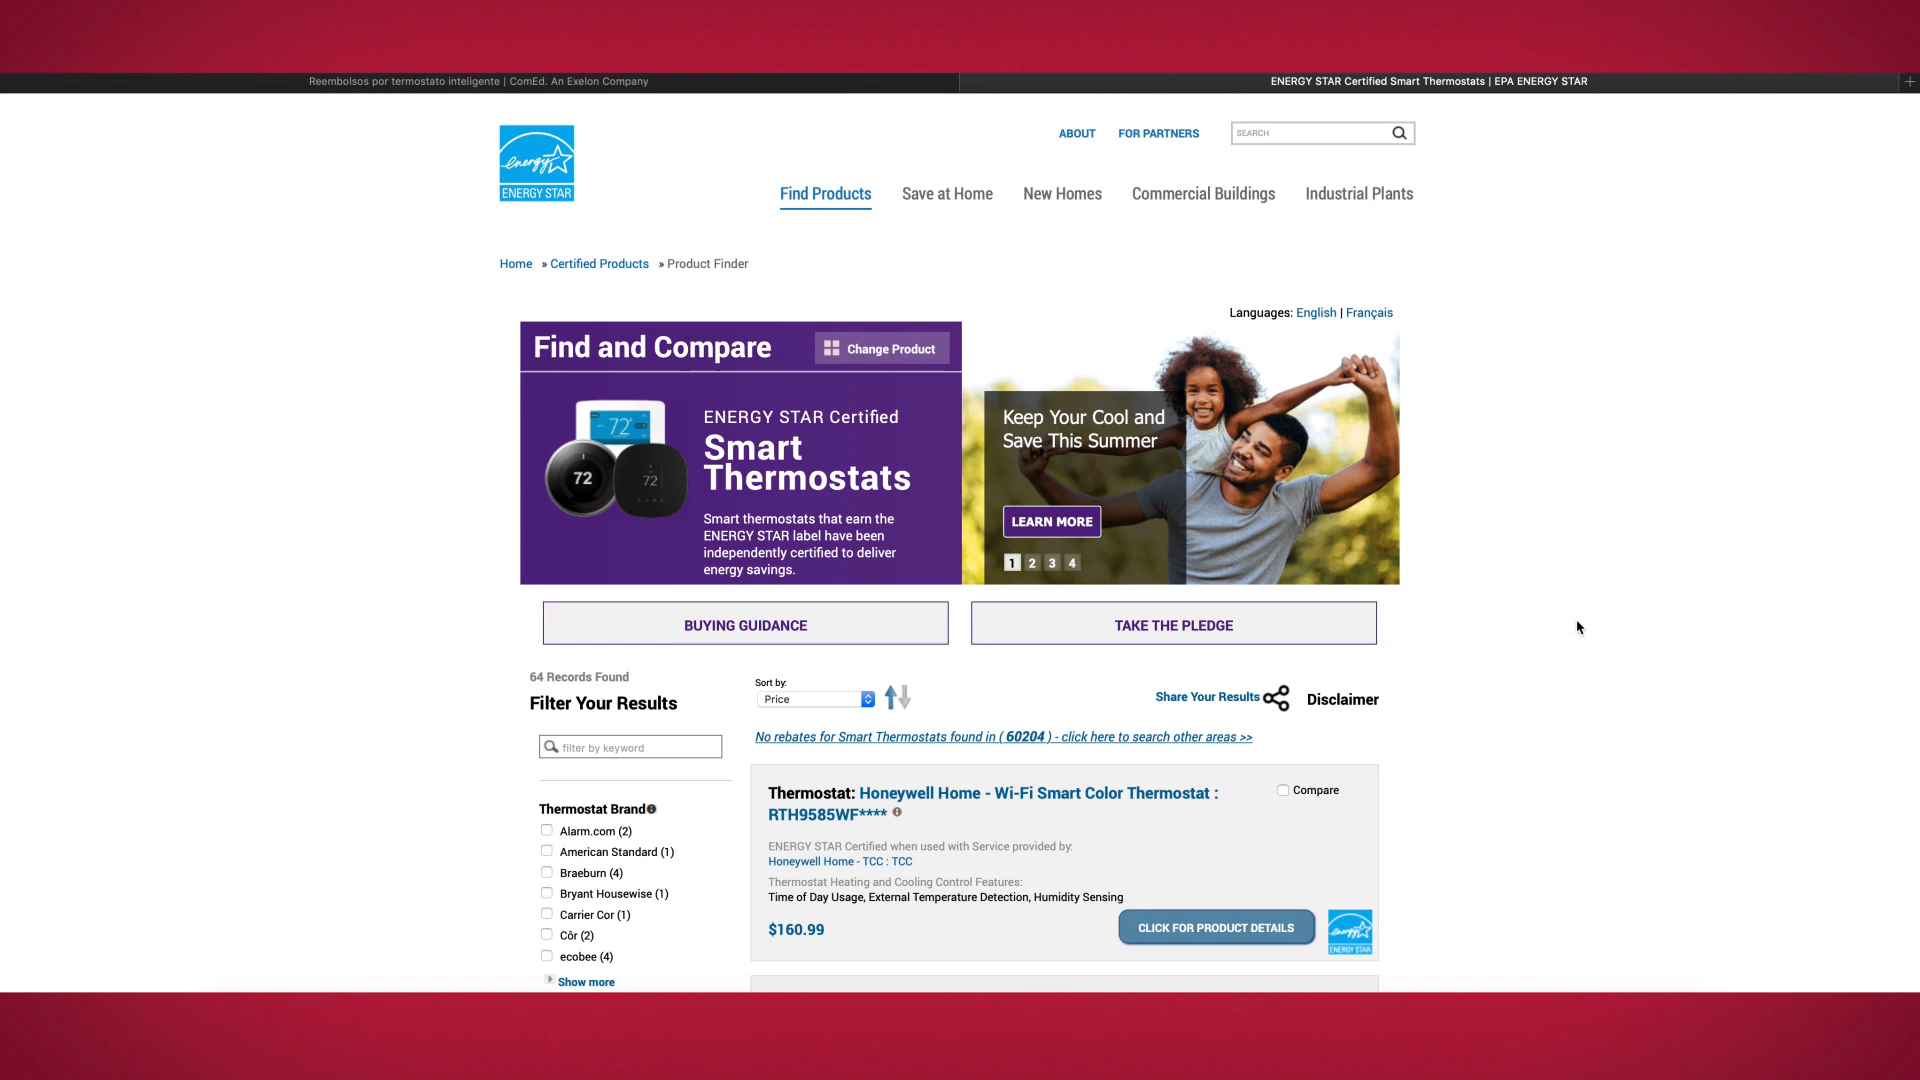 Reembolsos por termostato inteligente | ComEd. An Exelon Company
ENERGY STAR Certified Smart Thermostats | EPA ENERGY STAR
energy
ENERGY STAR
ABOUT
FOR PARTNERS
SEARCH
Find Products
Save at Home
New Homes
Commercial Buildings
Industrial Plants
Home » Certified Products » Product Finder
Languages: English | Français
Find and Compare
Change Product
72
72
72
ENERGY STAR Certified
Smart
Thermostats
Smart thermostats that earn the
ENERGY STAR label have been
independently certified to deliver
energy savings.
Keep Your Cool and
Save This Summer
LEARN MORE
1 2 3 4
BUYING GUIDANCE
TAKE THE PLEDGE
64 Records Found
Filter Your Results
filter by keyword
Thermostat Brand
Alarm.com (2)
American Standard (1)
Braeburn (4)
Bryant Housewise (1)
Carrier Cor (1)
Côr (2)
ecobee (4)
Show more
Sort by:
Price
Share Your Results
Disclaimer
No rebates for Smart Thermostats found in ( 60204 ) - click here to search other areas >>
Thermostat: Honeywell Home - Wi-Fi Smart Color Thermostat :
RTH9585WF****
Compare
ENERGY STAR Certified when used with Service provided by:
Honeywell Home - TCC : TCC
Thermostat Heating and Cooling Control Features:
Time of Day Usage, External Temperature Detection, Humidity Sensing
$160.99
CLICK FOR PRODUCT DETAILS
energy
ENERGY STAR